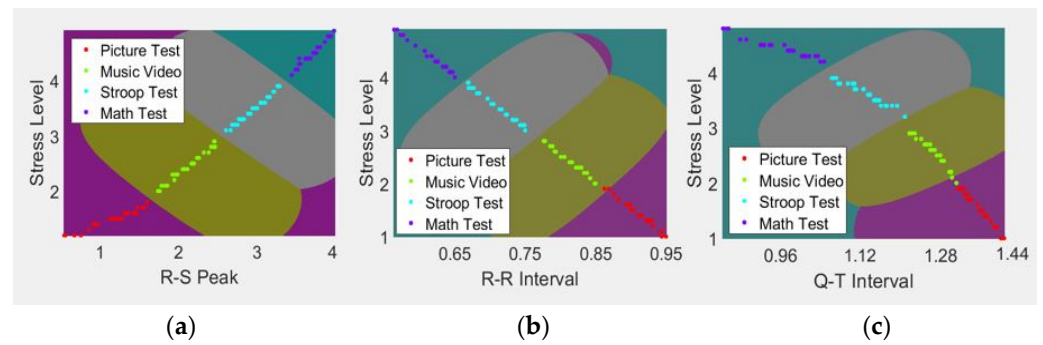 Stress Level
4
3
2
Picture Test
Music Video
Stroop Test
Math Test
1
2
3
4
R-S Peak
(a)
Stress Level
4
3
2
1
Picture Test
Music Video
Stroop Test
Math Test
0.65
0.75
0.85
0.95
R-R Interval
(b)
Stress Level
4
3
2
1
Picture Test
Music Video
Stroop Test
Math Test
0.96
1.12
1.28
1.44
Q-T Interval
(c)